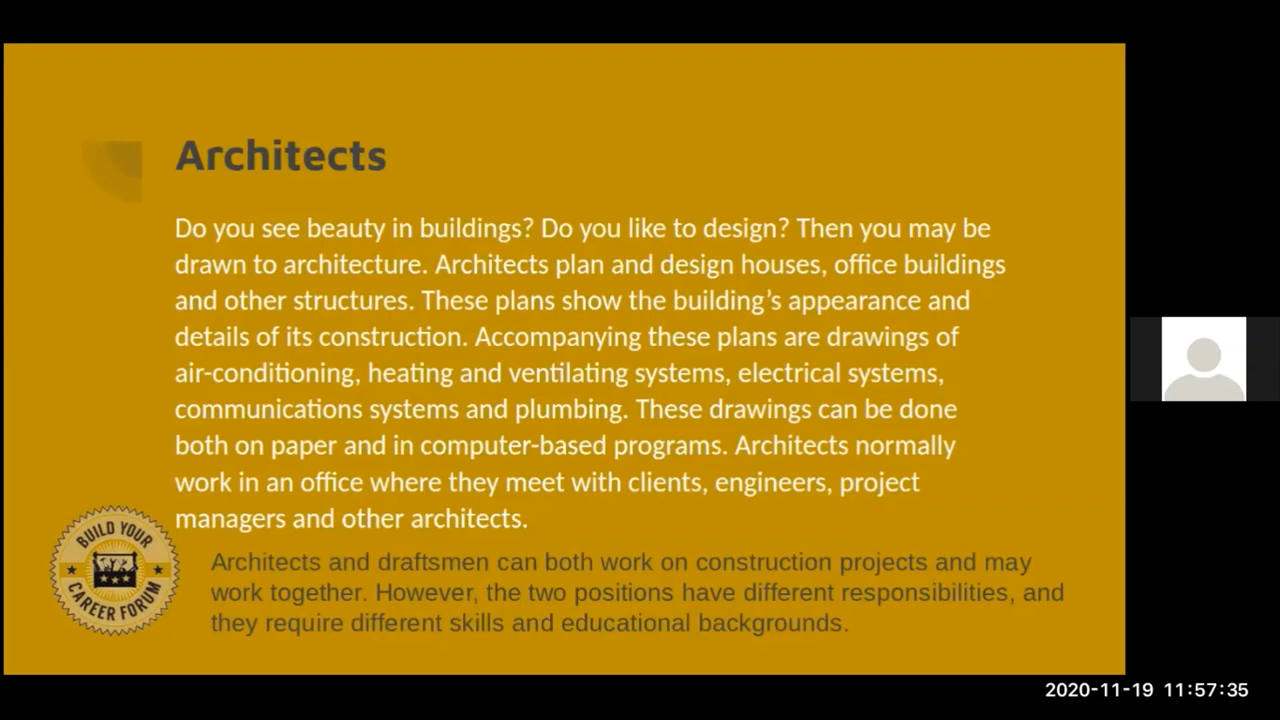 Architects
Do you see beauty in buildings? Do you like to design? Then you may be
drawn to architecture. Architects plan and design houses, office buildings
and other structures. These plans show the building’s appearance and
details of its construction. Accompanying these plans are drawings of
air-conditioning, heating and ventilating systems, electrical systems,
communications systems and plumbing. These drawings can be done
both on paper and in computer-based programs. Architects normally
work in an office where they meet with clients, engineers, project
managers and other architects.
BUILD YOUR
CAREER FORUM
Architects and draftsmen can both work on construction projects and may
work together. However, the two positions have different responsibilities, and
they require different skills and educational backgrounds.
2020-11-19 11:57:35